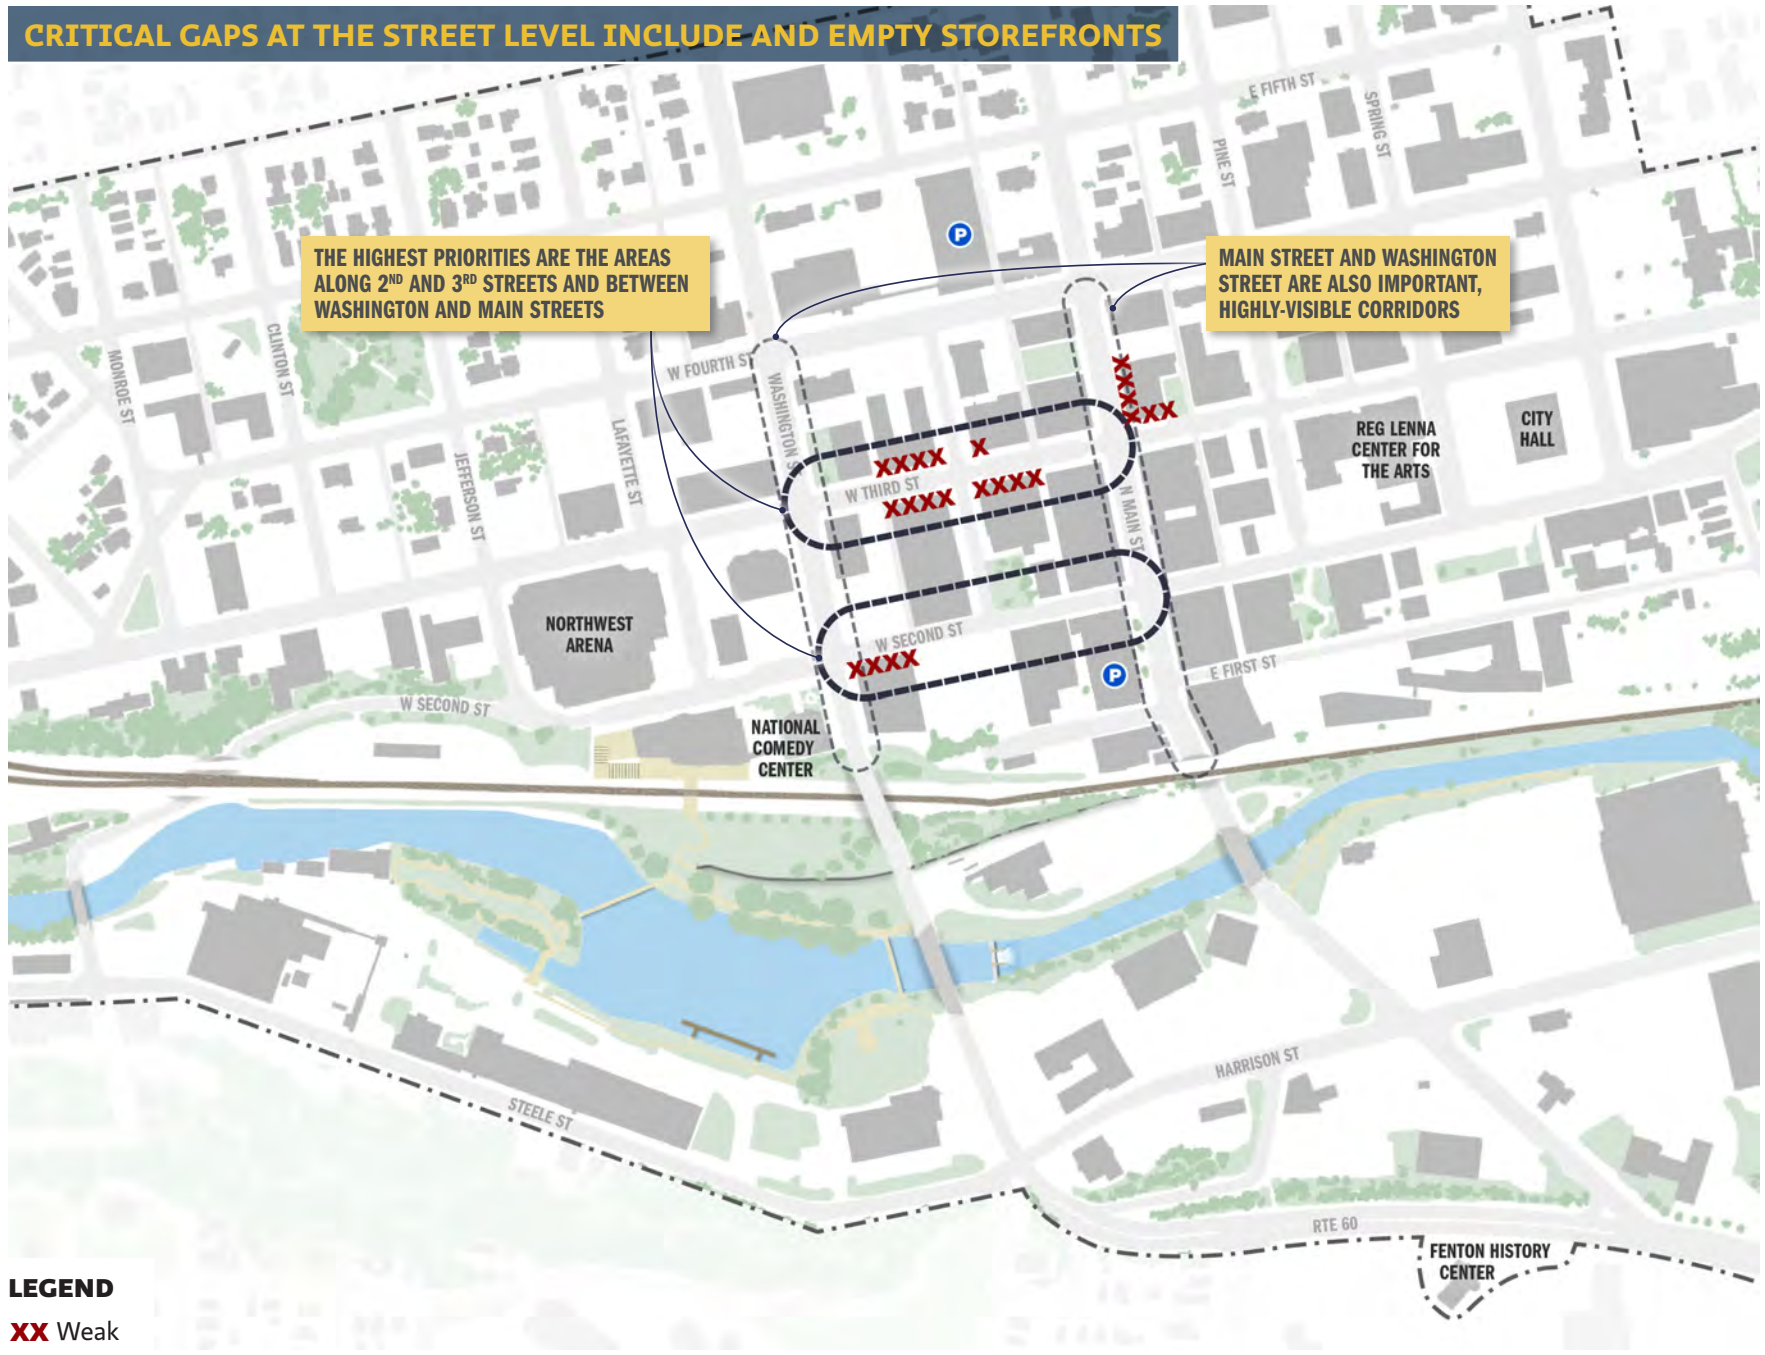 CRITICAL GAPS AT THE STREET LEVEL INCLUDE AND EMPTY STOREFRONTS
E FIFTH ST
SPRING ST
PINE ST
P
THE HIGHEST PRIORITIES ARE THE AREAS
ALONG 2ND AND 3RD STREETS AND BETWEEN
WASHINGTON AND MAIN STREETS
MAIN STREET AND WASHINGTON
STREET ARE ALSO IMPORTANT,
HIGHLY-VISIBLE CORRIDORS
MONROE ST
CLINTON ST
W FOURTH ST
WASHINGTON ST
XXXX
XXX
LAFAYETTE ST
JEFFERSON ST
REG LENNA
CENTER FOR
THE ARTS
CITY
HALL
XXXX X
W THIRD ST
XXXX XXXX
N MAIN ST
NORTHWEST
ARENA
W SECOND ST
XXXX
P
E FIRST ST
W SECOND ST
NATIONAL
COMEDY
CENTER
HARRISON ST
STEELE ST
RTE 60
FENTON HISTORY
CENTER
LEGEND
XX Weak